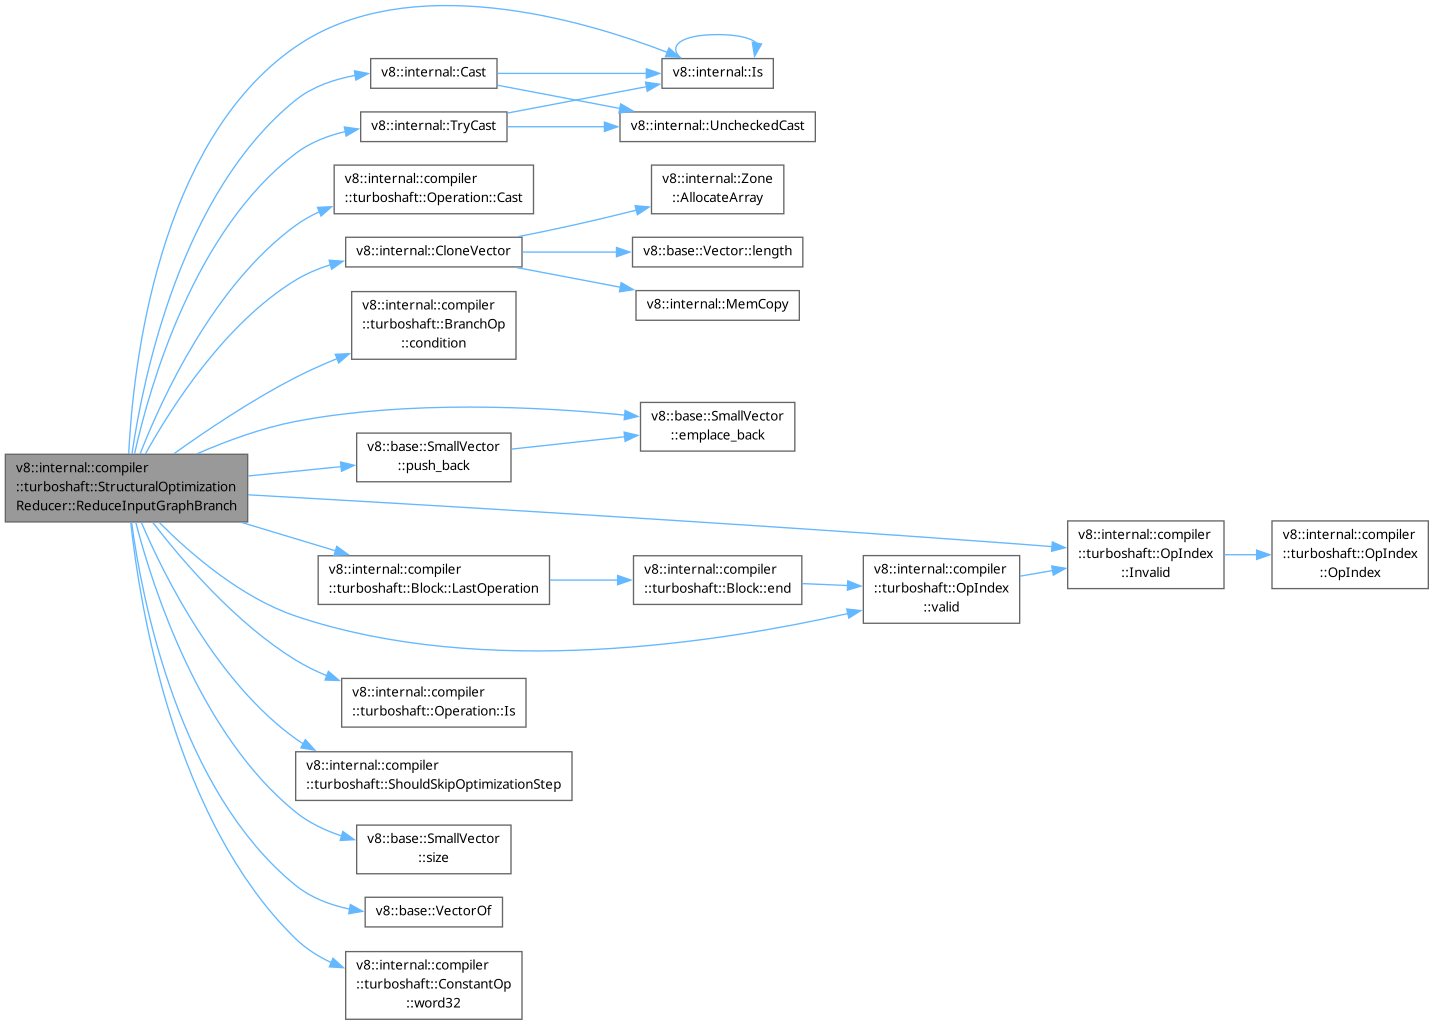 v8::internal::Cast
v8::internal::Is
v8::internal::TryCast
v8::internal::UncheckedCast
v8::internal::compiler
::turboshaft::Operation::Cast
v8::internal::Zone
::AllocateArray
v8::internal::CloneVector
v8::base::Vector::length
v8::internal::MemCopy
v8::internal::compiler
::turboshaft::BranchOp
::condition
v8::base::SmallVector
::emplace_back
v8::base::SmallVector
::push_back
v8::internal::compiler
::turboshaft::StructuralOptimization
Reducer::ReduceInputGraphBranch
v8::internal::compiler
::turboshaft::Block::LastOperation
v8::internal::compiler
::turboshaft::Block::end
v8::internal::compiler
::turboshaft::OpIndex
::valid
v8::internal::compiler
::turboshaft::OpIndex
::Invalid
v8::internal::compiler
::turboshaft::OpIndex
::OpIndex
v8::internal::compiler
::turboshaft::Operation::Is
v8::internal::compiler
::turboshaft::ShouldSkipOptimizationStep
v8::base::SmallVector
::size
v8::base::VectorOf
v8::internal::compiler
::turboshaft::ConstantOp
::word32